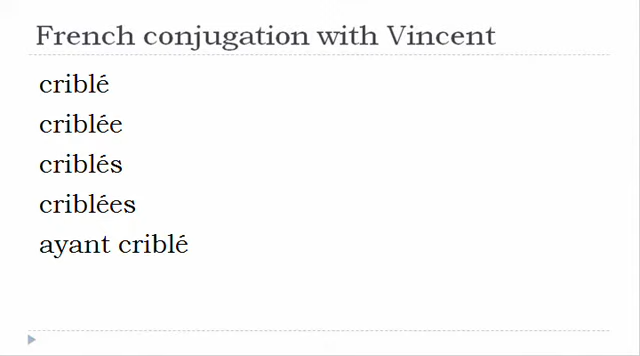 French conjugation with Vincent
criblé
criblée
criblés
criblées
ayant criblé